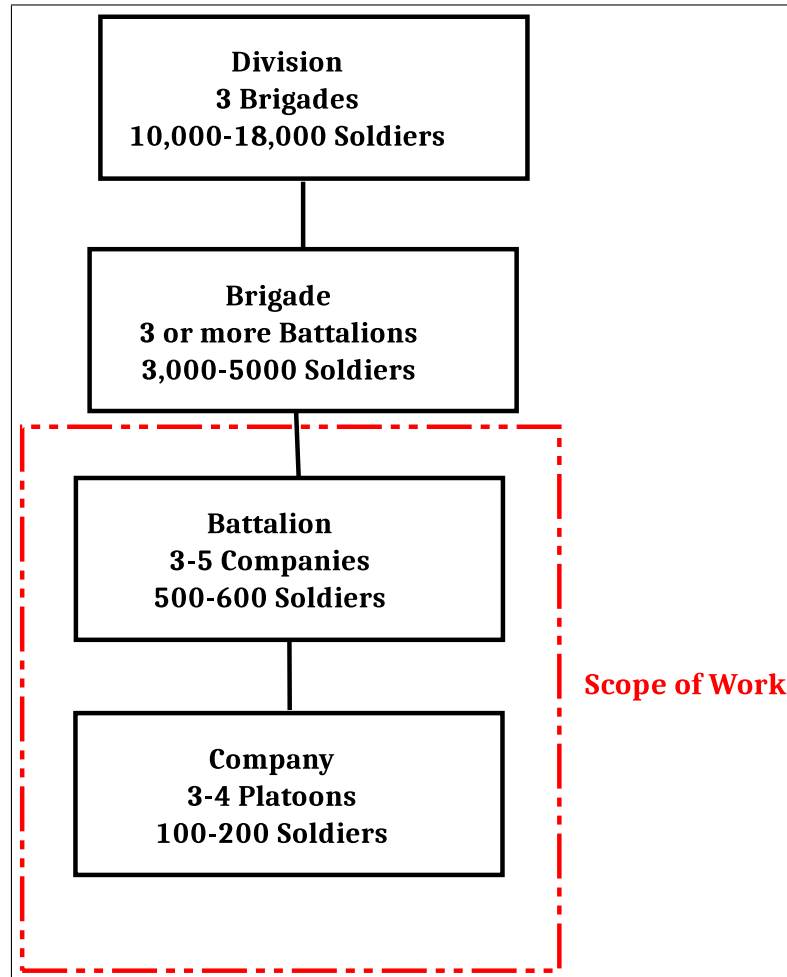 Division
3 Brigades
10,000-18,000 Soldiers
Brigade
3 or more Battalions
3,000-5000 Soldiers
Battalion
3-5 Companies
500-600 Soldiers
Scope of Work
Company
3-4 Platoons
100-200 Soldiers